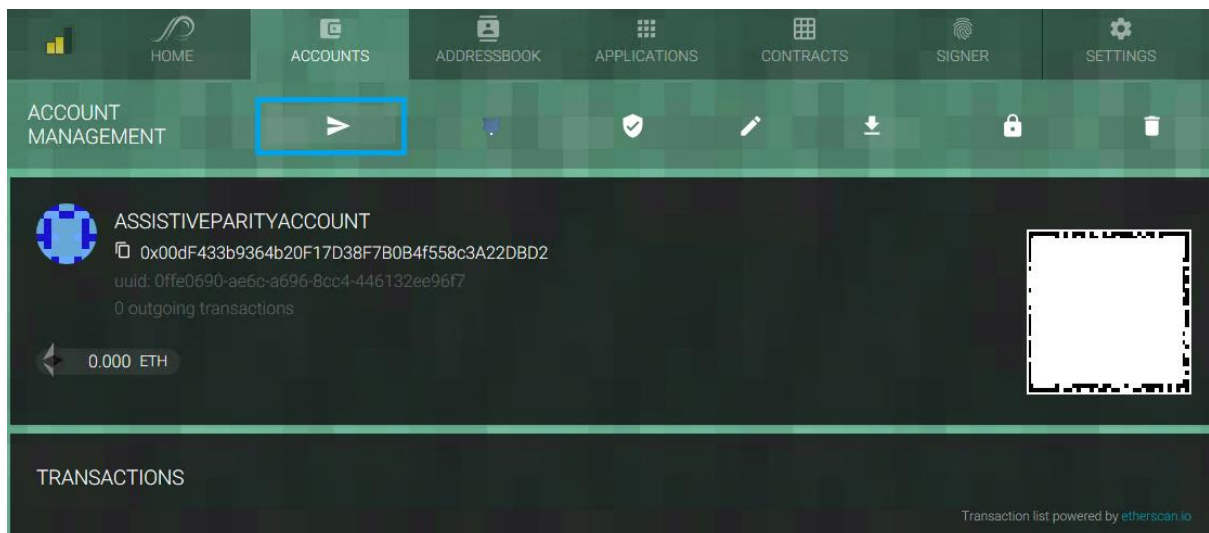 HOME
ACCOUNTS
ADDRESSBOOK
APPLICATIONS
CONTRACTS
SIGNER
SETTINGS
ACCOUNT
MANAGEMENT
ASSISTIVEPARITYACCOUNT
0x00dF433b9364b20F17D38F7B0B4f558c3A22DBD2
uuid: 0ffe0690-ae6c-a696-8cc4-446132ee96f7
0 outgoing transactions
0.000 ETH
TRANSACTIONS
Transaction list powered by etherscan.io